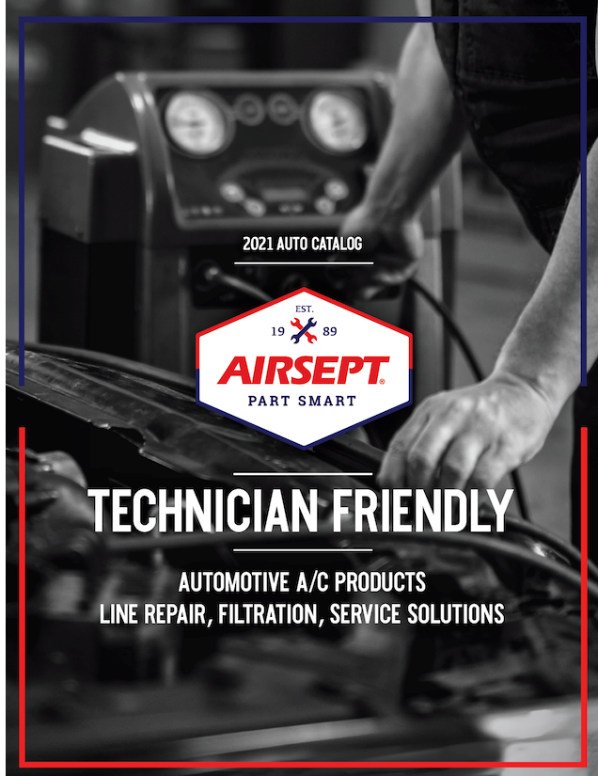 2021 AUTO CATALOG
EST.
19 89
AIRSEPT®
PART SMART
TECHNICIAN FRIENDLY
AUTOMOTIVE A/C PRODUCTS
LINE REPAIR, FILTRATION, SERVICE SOLUTIONS